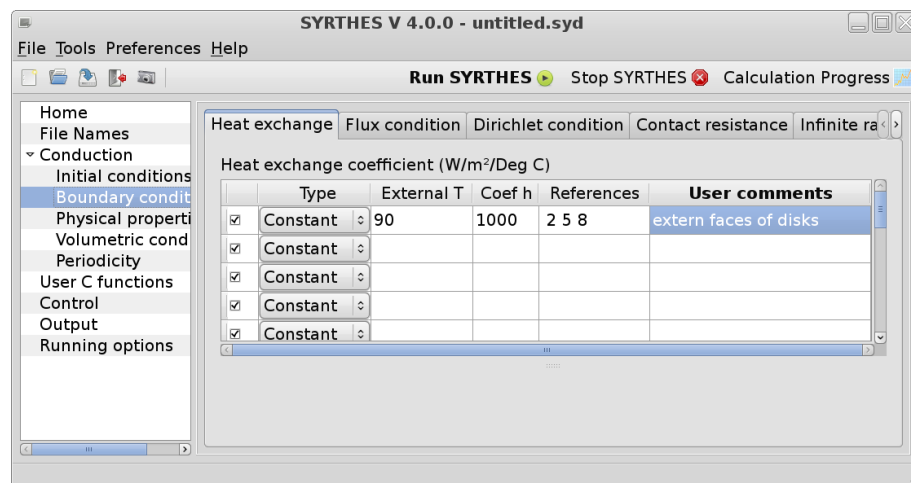 SYRTHES V 4.0.0 - untitled.syd
File Tools Preferences Help
Run SYRTHES Stop SYRTHES Calculation Progress
Home
File Names
Conduction
Initial conditions
Boundary condit
Physical properti
Volumetric cond
Periodicity
User C functions
Control
Output
Running options
Heat exchange Flux condition Dirichlet condition Contact resistance Infinite ra
Heat exchange coefficient (W/m²/Deg C)
Type External T Coef h References User comments
Constant 90 1000 2 5 8 extern faces of disks
Constant
Constant
Constant
Constant